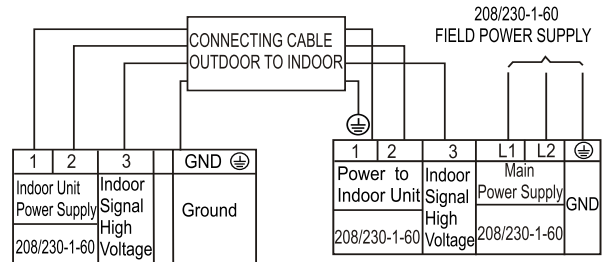 208/230-1-60
FIELD POWER SUPPLY
CONNECTING CABLE
OUTDOOR TO INDOOR
1 2 3 GND
Indoor Unit
Power Supply
208/230-1-60
Indoor
Signal
High
Voltage
Ground
1 2 3 L1 L2
Power to
Indoor Unit
208/230-1-60
Indoor
Signal
High
Voltage
Main
Power Supply
208/230-1-60
GND